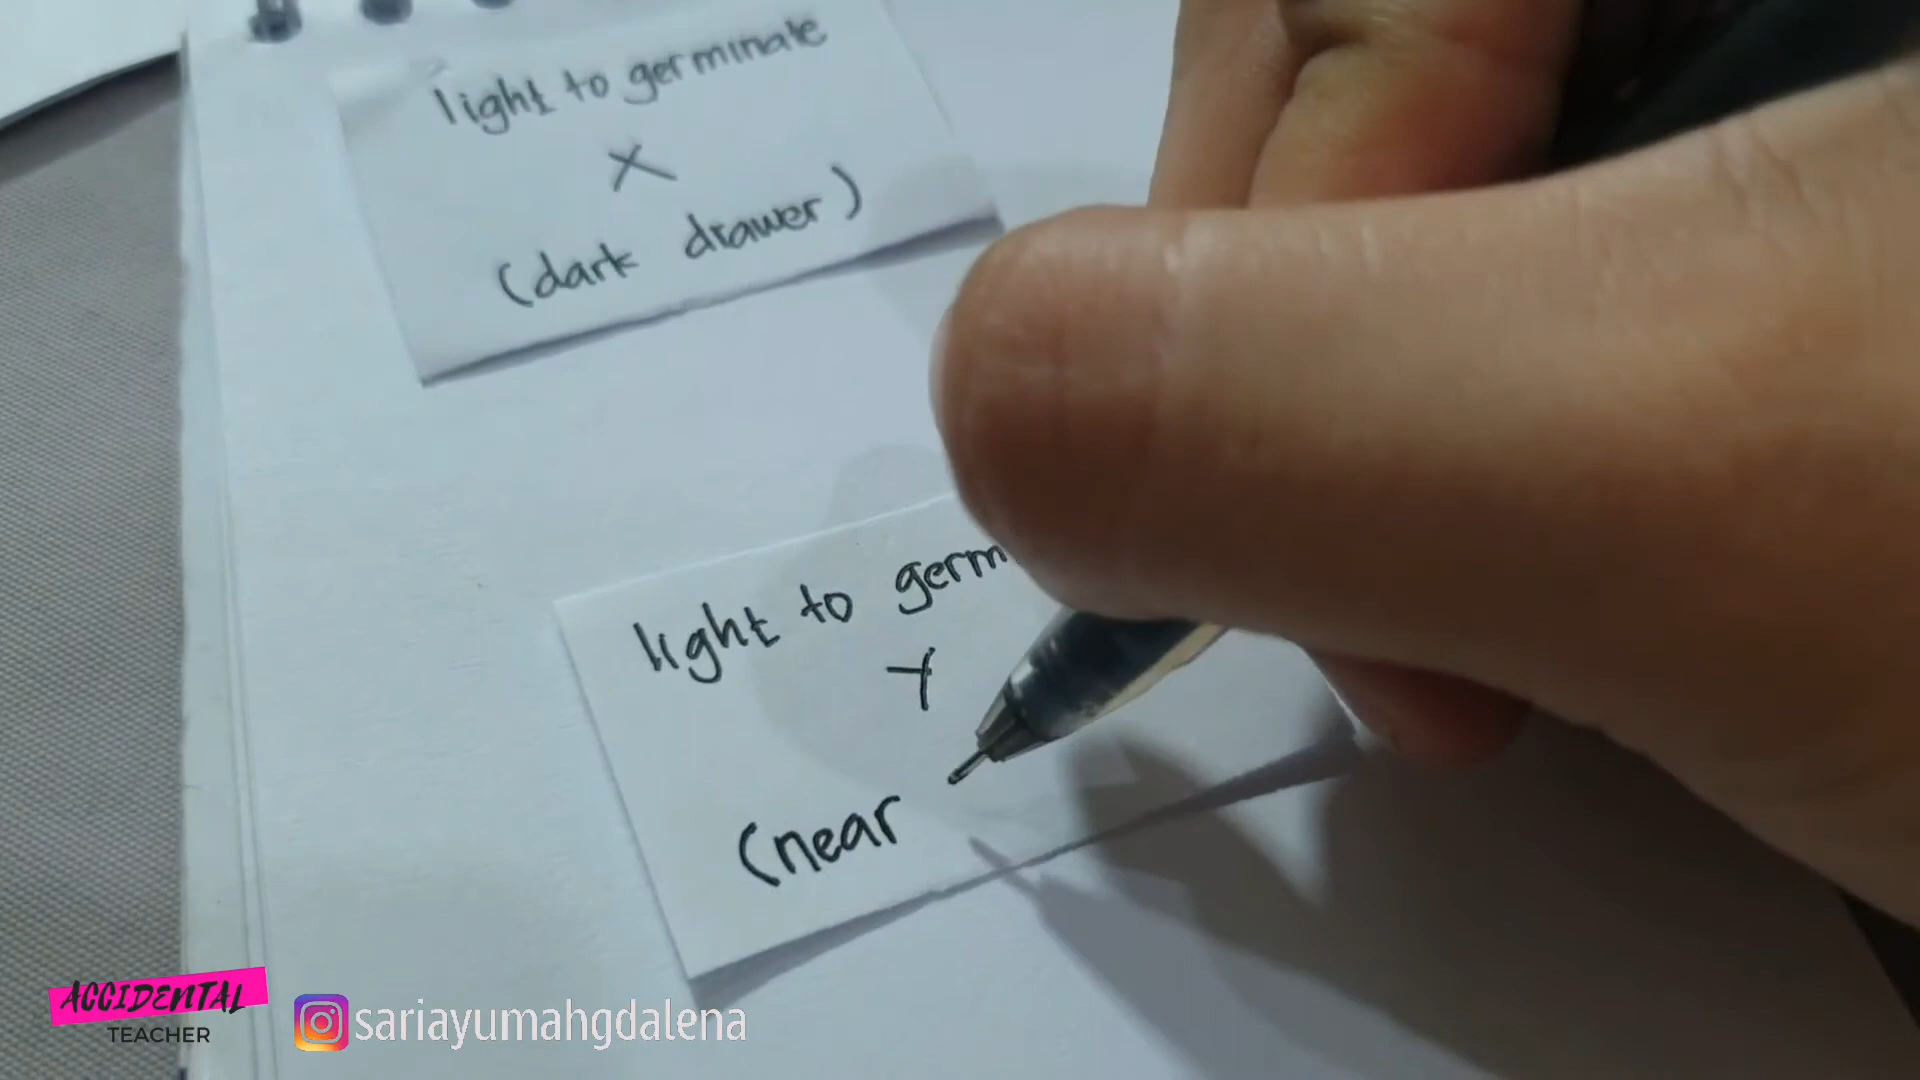 light to germinate
X
(dark drawer)
light to germ
Y
(near
ACCIDENTAL
TEACHER
sariayumahgdalena